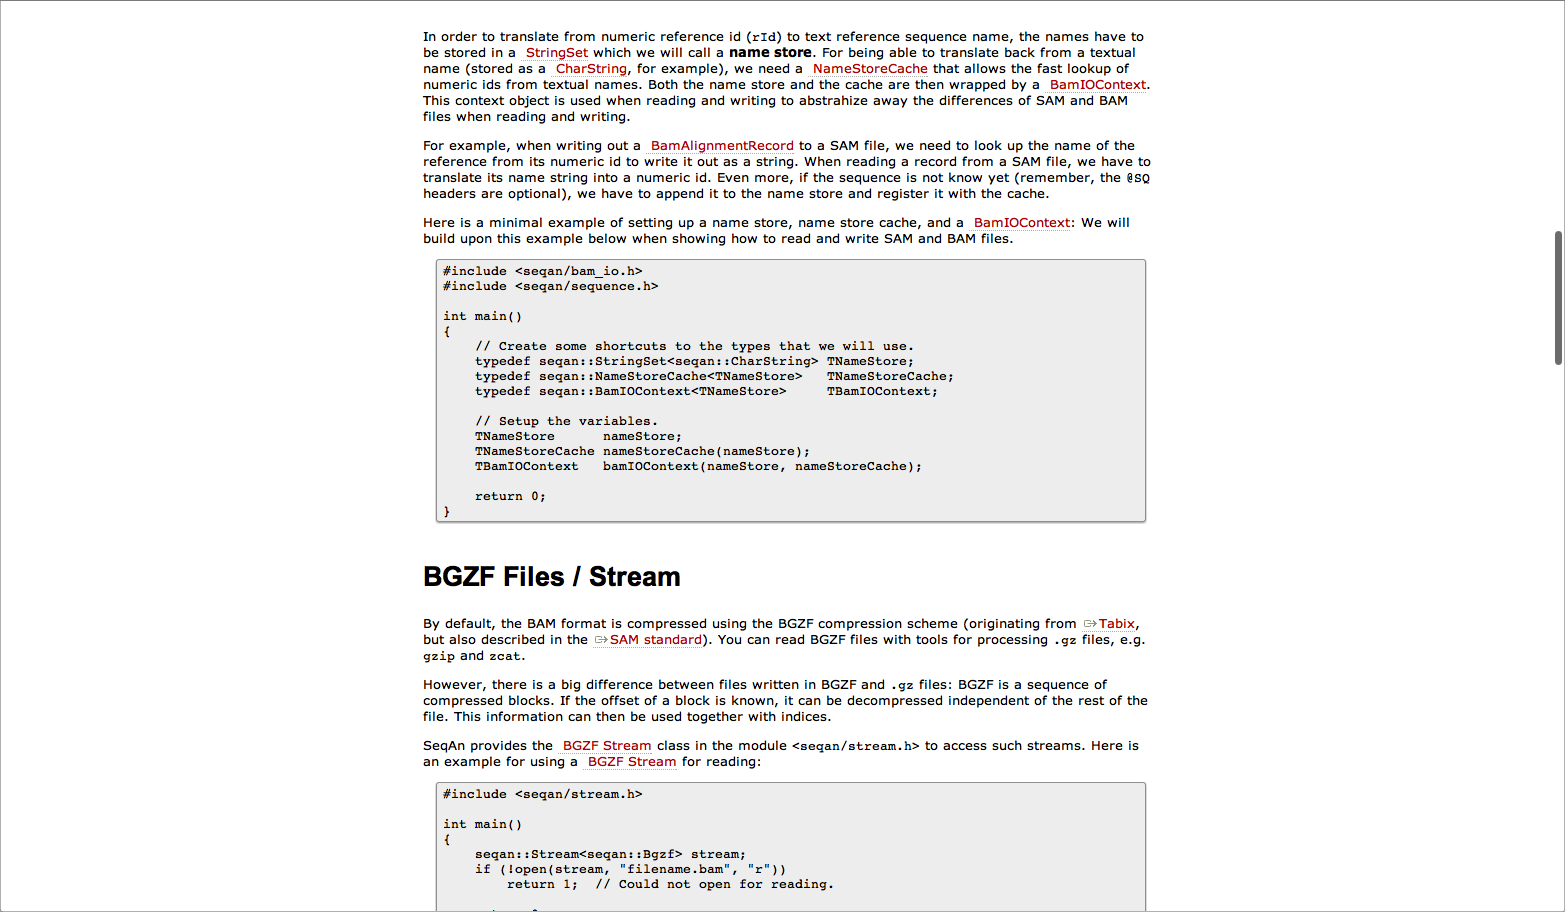 In order to translate from numeric reference id (rId) to text reference sequence name, the names have to
be stored in a StringSet which we will call a name store. For being able to translate back from a textual
name (stored as a CharString, for example), we need a NameStoreCache that allows the fast lookup of
numeric ids from textual names. Both the name store and the cache are then wrapped by a BamIOContext.
This context object is used when reading and writing to abstrahize away the differences of SAM and BAM
files when reading and writing.
For example, when writing out a BamAlignmentRecord to a SAM file, we need to look up the name of the
reference from its numeric id to write it out as a string. When reading a record from a SAM file, we have to
translate its name string into a numeric id. Even more, if the sequence is not know yet (remember, the @SQ
headers are optional), we have to append it to the name store and register it with the cache.
Here is a minimal example of setting up a name store, name store cache, and a BamIOContext: We will
build upon this example below when showing how to read and write SAM and BAM files.
#include <seqan/bam_io.h>
#include <seqan/sequence.h>
int main()
{
    // Create some shortcuts to the types that we will use.
    typedef seqan::StringSet<seqan::CharString> TNameStore;
    typedef seqan::NameStoreCache<TNameStore>   TNameStoreCache;
    typedef seqan::BamIOContext<TNameStore>     TBamIOContext;
    // Setup the variables.
    TNameStore      nameStore;
    TNameStoreCache nameStoreCache(nameStore);
    TBamIOContext   bamIOContext(nameStore, nameStoreCache);
    return 0;
}
BGZF Files / Stream
By default, the BAM format is compressed using the BGZF compression scheme (originating from Tabix,
but also described in the SAM standard). You can read BGZF files with tools for processing .gz files, e.g.
gzip and zcat.
However, there is a big difference between files written in BGZF and .gz files: BGZF is a sequence of
compressed blocks. If the offset of a block is known, it can be decompressed independent of the rest of the
file. This information can then be used together with indices.
SeqAn provides the BGZF Stream class in the module <seqan/stream.h> to access such streams. Here is
an example for using a BGZF Stream for reading:
#include <seqan/stream.h>
int main()
{
    seqan::Stream<seqan::Bgzf> stream;
    if (!open(stream, "filename.bam", "r"))
        return 1;  // Could not open for reading.